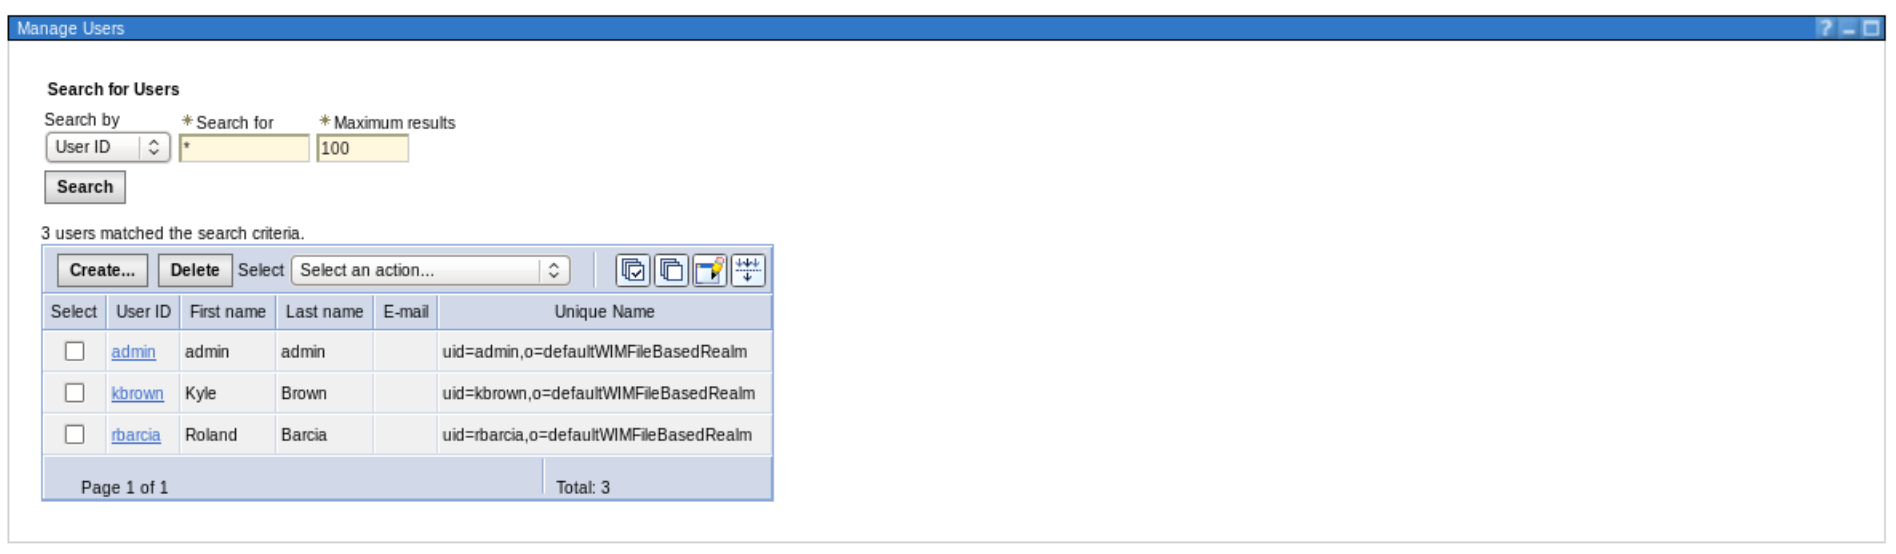 Manage Users ?
Search for Users
Search by * Search for * Maximum results
User ID * 100
Search
3 users matched the search criteria.
Create... Delete Select Select an action...
Select User ID First name Last name E-mail Unique Name
admin admin admin uid=admin,o=defaultWIMFileBasedRealm
kbrown Kyle Brown uid=kbrown,o=defaultWIMFileBasedRealm
rbarcia Roland Barcia uid=rbarcia,o=defaultWIMFileBasedRealm
Page 1 of 1 Total: 3